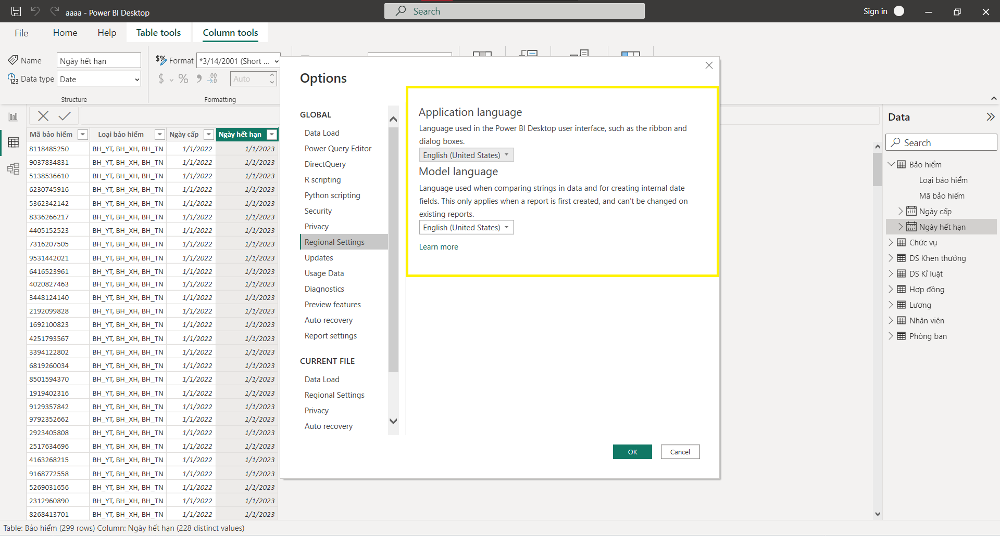 aaaa - Power BI Desktop
Search
Sign in
File
Home
Help
Table tools
Column tools
Name
Ngày hết hạn
$% Format
*3/14/2001 (Short ...
Data type
Date
$ % 9 .00
Auto
Structure
Formatting
Options
GLOBAL
Data Load
Power Query Editor
DirectQuery
R scripting
Python scripting
Security
Privacy
Regional Settings
Updates
Usage Data
Diagnostics
Preview features
Auto recovery
Report settings
CURRENT FILE
Data Load
Regional Settings
Privacy
Auto recovery
Application language
Language used in the Power BI Desktop user interface, such as the ribbon and
dialog boxes.
English (United States)
Model language
Language used when comparing strings in data and for creating internal date
fields. This only applies when a report is first created, and can't be changed on
existing reports.
English (United States)
Learn more
OK
Cancel
Mã bảo hiểm Loại bảo hiểm Ngày cấp Ngày hết hạn
8118485250 BH_YT, BH_XH, BH_TN 1/1/2022 1/1/2023
9037834831 BH_YT, BH_XH, BH_TN 1/1/2022 1/1/2023
5138536610 BH_YT, BH_XH, BH_TN 1/1/2022 1/1/2023
6230745916 BH_YT, BH_XH, BH_TN 1/1/2022 1/1/2023
5362342142 BH_YT, BH_XH, BH_TN 1/1/2022 1/1/2023
8336266217 BH_YT, BH_XH, BH_TN 1/1/2022 1/1/2023
4405152523 BH_YT, BH_XH, BH_TN 1/1/2022 1/1/2023
7316207505 BH_YT, BH_XH, BH_TN 1/1/2022 1/1/2023
9531442021 BH_YT, BH_XH, BH_TN 1/1/2022 1/1/2023
6416523961 BH_YT, BH_XH, BH_TN 1/1/2022 1/1/2023
4020827463 BH_YT, BH_XH, BH_TN 1/1/2022 1/1/2023
3448124140 BH_YT, BH_XH, BH_TN 1/1/2022 1/1/2023
2192099828 BH_YT, BH_XH, BH_TN 1/1/2022 1/1/2023
1692100823 BH_YT, BH_XH, BH_TN 1/1/2022 1/1/2023
4251793567 BH_YT, BH_XH, BH_TN 1/1/2022 1/1/2023
3394122802 BH_YT, BH_XH, BH_TN 1/1/2022 1/1/2023
6819260034 BH_YT, BH_XH, BH_TN 1/1/2022 1/1/2023
8501594370 BH_YT, BH_XH, BH_TN 1/1/2022 1/1/2023
1919402316 BH_YT, BH_XH, BH_TN 1/1/2022 1/1/2023
9129357842 BH_YT, BH_XH, BH_TN 1/1/2022 1/1/2023
9792352662 BH_YT, BH_XH, BH_TN 1/1/2022 1/1/2023
2923405808 BH_YT, BH_XH, BH_TN 1/1/2022 1/1/2023
2517634696 BH_YT, BH_XH, BH_TN 1/1/2022 1/1/2023
4163268215 BH_YT, BH_XH, BH_TN 1/1/2022 1/1/2023
9168772558 BH_YT, BH_XH, BH_TN 1/1/2022 1/1/2023
5269031656 BH_YT, BH_XH, BH_TN 1/1/2022 1/1/2023
2312960890 BH_YT, BH_XH, BH_TN 1/1/2022 1/1/2023
8268413701 BH_YT, BH_XH, BH_TN 1/1/2022 1/1/2023
Data
Search
Bảo hiểm
Loại bảo hiểm
Mã bảo hiểm
Ngày cấp
Ngày hết hạn
Chức vụ
DS Khen thưởng
DS Kỉ luật
Hợp đồng
Lương
Nhân viên
Phòng ban
Table: Bảo hiểm (299 rows) Column: Ngày hết hạn (228 distinct values)